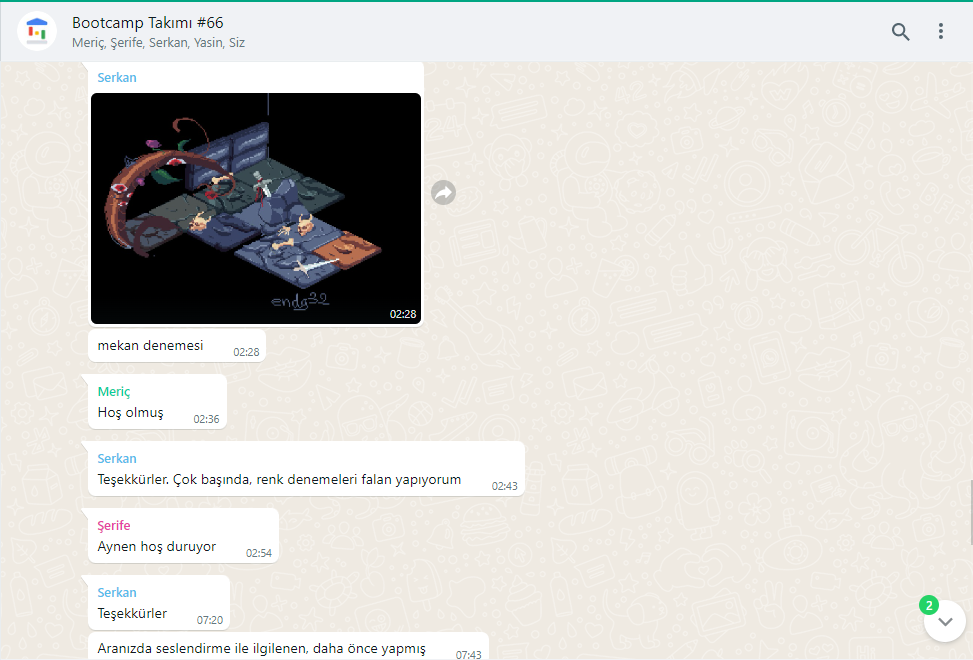 Bootcamp Takımı #66
Meriç, Şerife, Serkan, Yasin, Siz
Serkan
endg32
02:28
mekan denemesi
02:28
Meriç
Hoş olmuş
02:36
Serkan
Teşekkürler. Çok başında, renk denemeleri falan yapıyorum
02:43
Şerife
Aynen hoş duruyor
02:54
Serkan
Teşekkürler
07:20
2
Aranızda seslendirme ile ilgilenen, daha önce yapmış
07:43